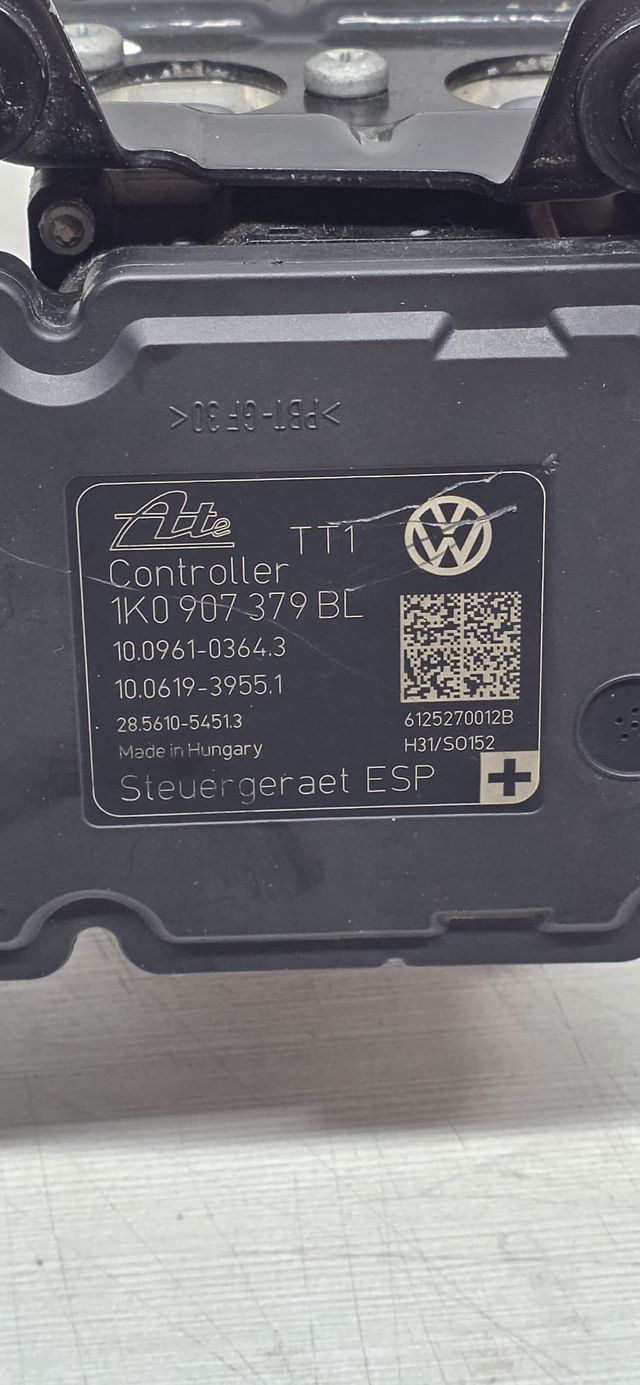 >PBT-GF30<
Ate
TT1
Controller
1K0 907 379 BL
10.0961-0364.3
10.0619-3955.1
28.5610-5451.3
6125270012B
Made in Hungary
H31/S0152
Steuergeraet ESP